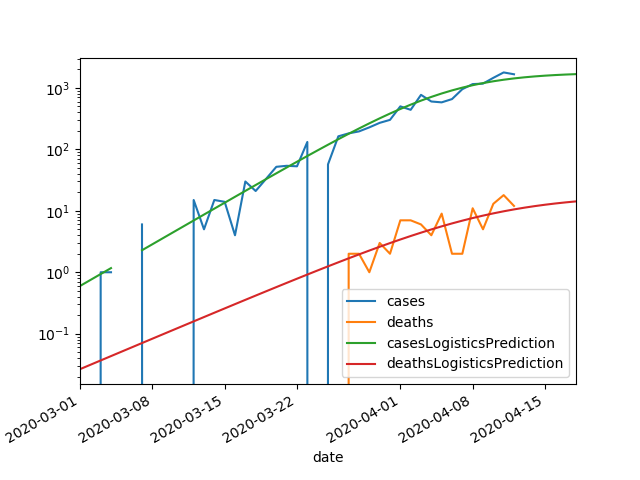 10³
10²
10¹
10⁰
10⁻¹
2020-03-01
2020-03-08
2020-03-15
2020-03-22
2020-04-01
2020-04-08
2020-04-15
date
cases
deaths
casesLogisticsPrediction
deathsLogisticsPrediction